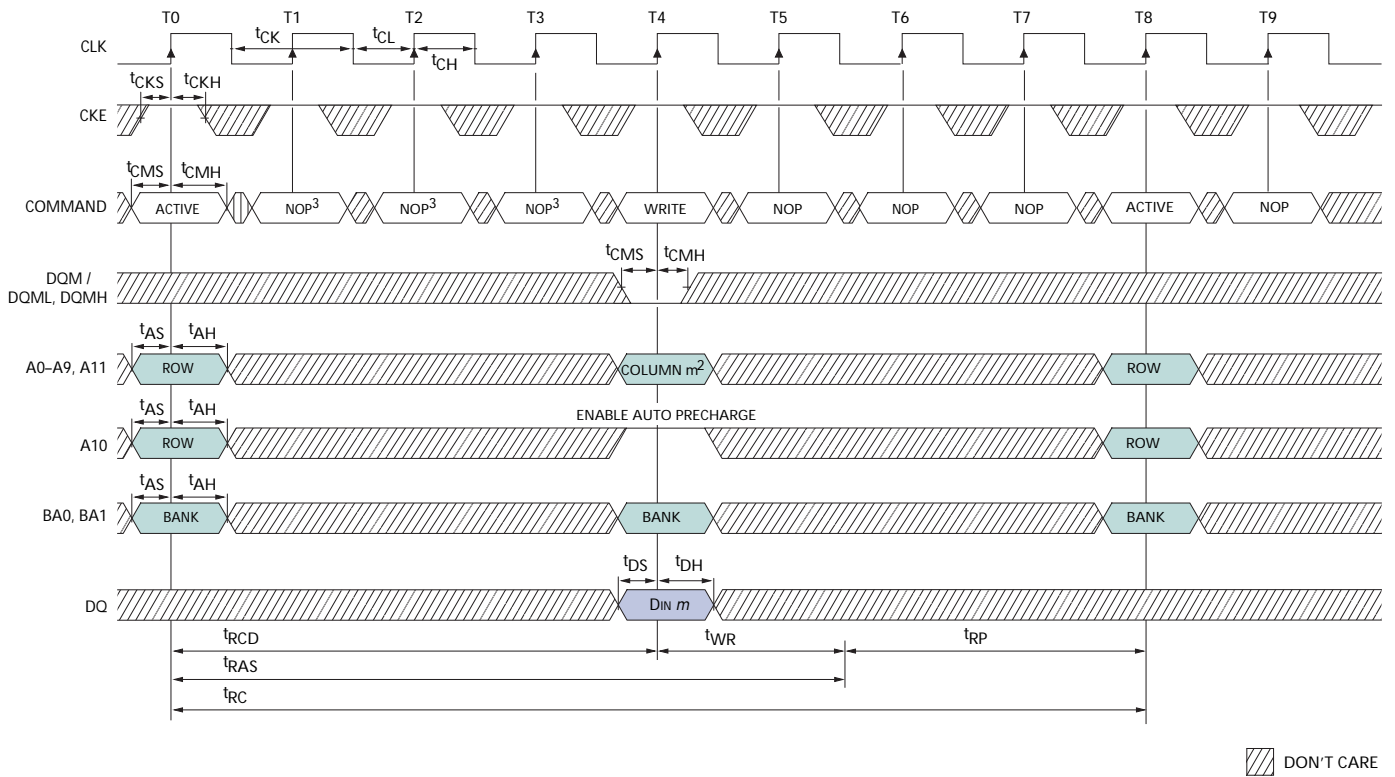 T0 T1 T2 T3 T4 T5 T6 T7 T8 T9
CLK
tCK tCL
tCH
tCKS tCKH
CKE
tCMS tCMH
COMMAND ACTIVE NOP3 NOP3 NOP3 WRITE NOP NOP NOP ACTIVE NOP
tCMS tCMH
DQM /
DQML, DQMH
tAS tAH
A0–A9, A11 ROW COLUMN m2 ROW
tAS tAH
ENABLE AUTO PRECHARGE
A10 ROW ROW
tAS tAH
BA0, BA1 BANK BANK BANK
tDS tDH
DQ DIN m
tRCD tWR tRP
tRAS
tRC
DON'T CARE